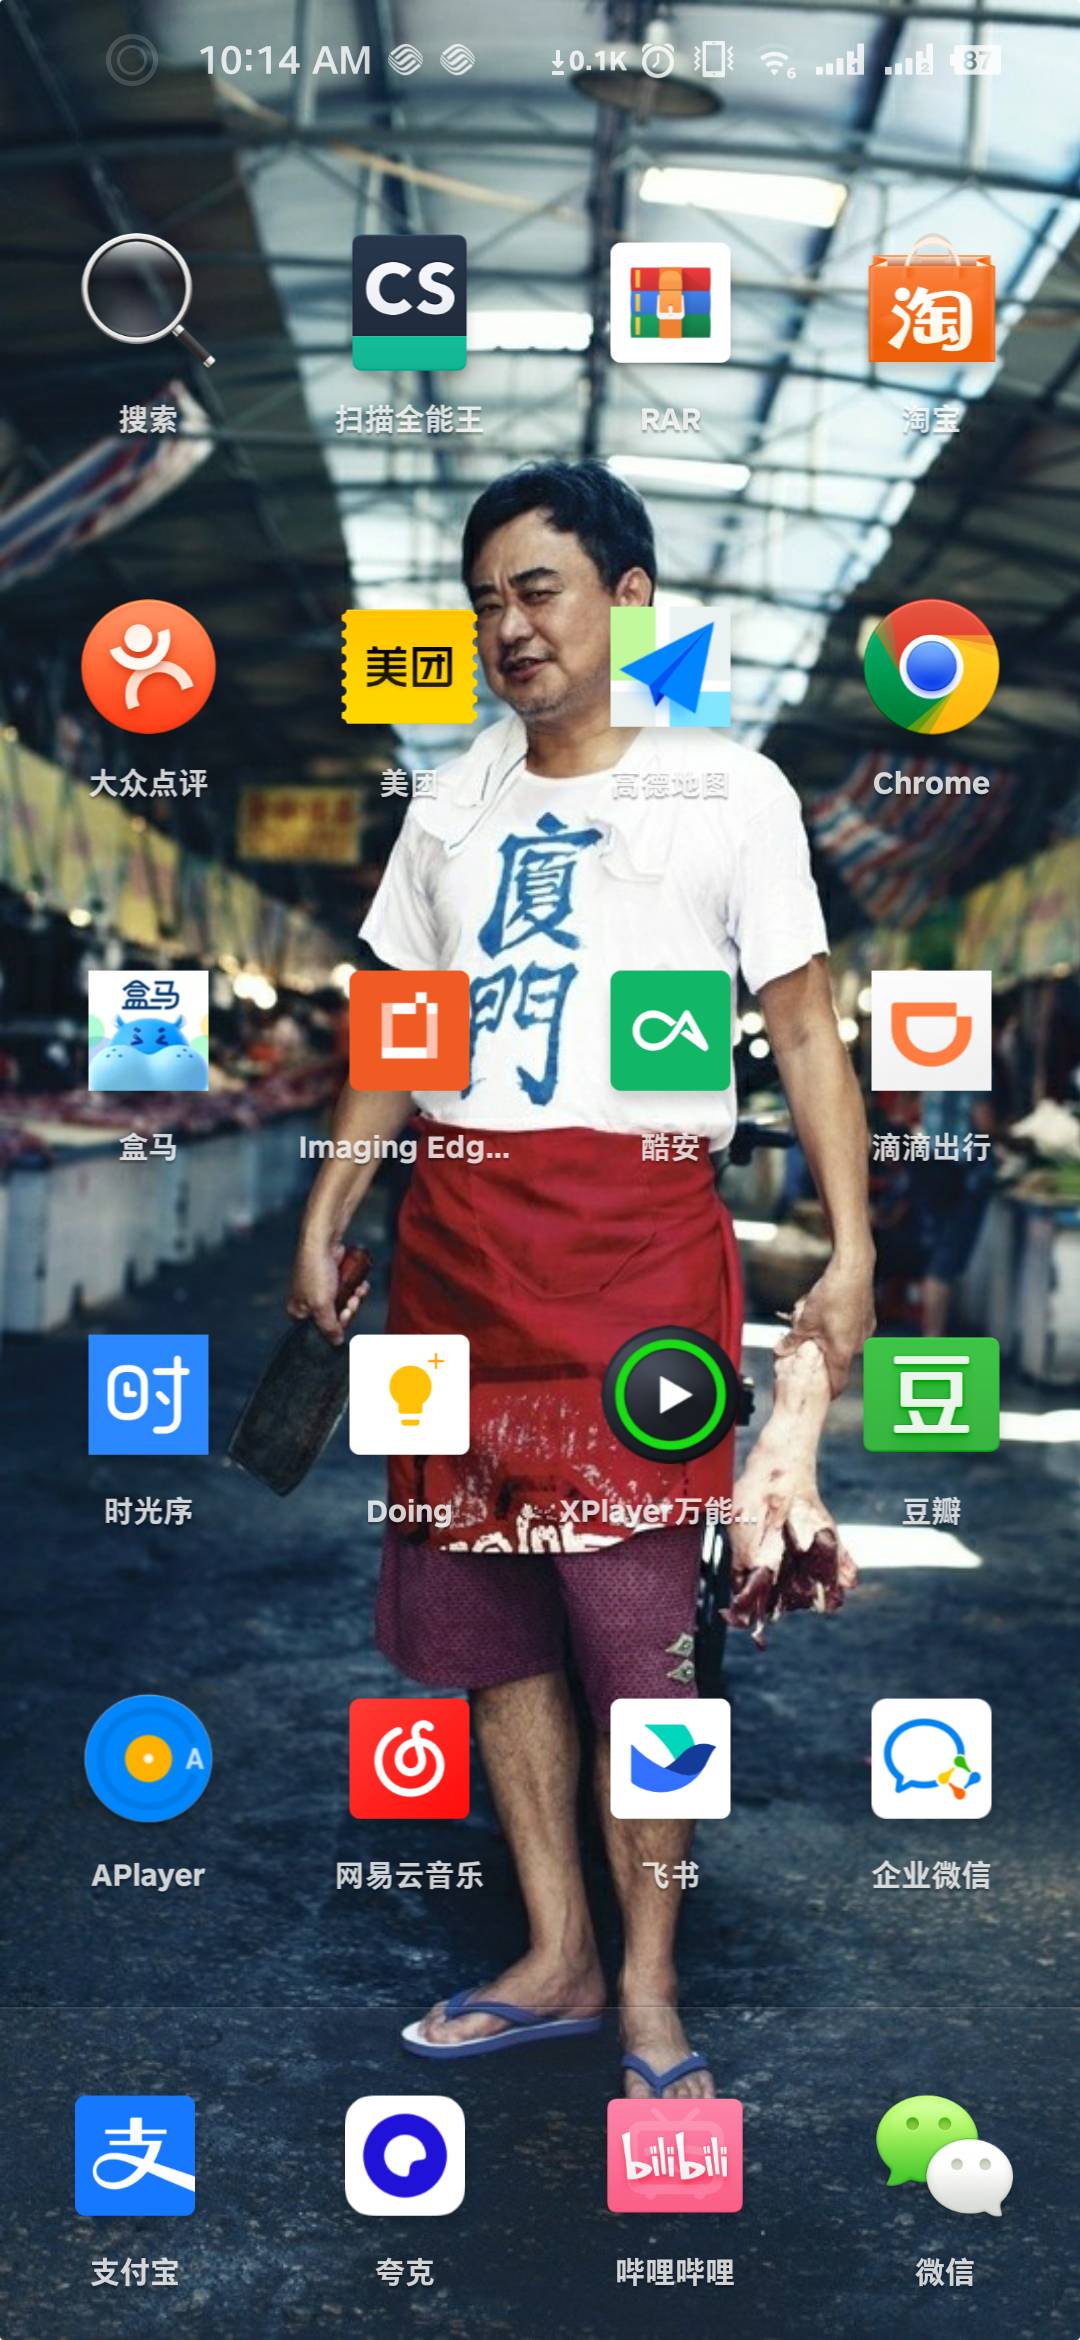 10:14 AM 0.1K 6 1 2 87
CS
淘
搜索 扫描全能王 RAR 淘宝
美团
大众点评 美团 高德地图 Chrome
廈
門
盒马
盒马 Imaging Edg... 酷安 滴滴出行
时 豆
时光序 Doing XPlayer万能... 豆瓣
A
APlayer 网易云音乐 飞书 企业微信
支 bilibili
支付宝 夸克 哔哩哔哩 微信